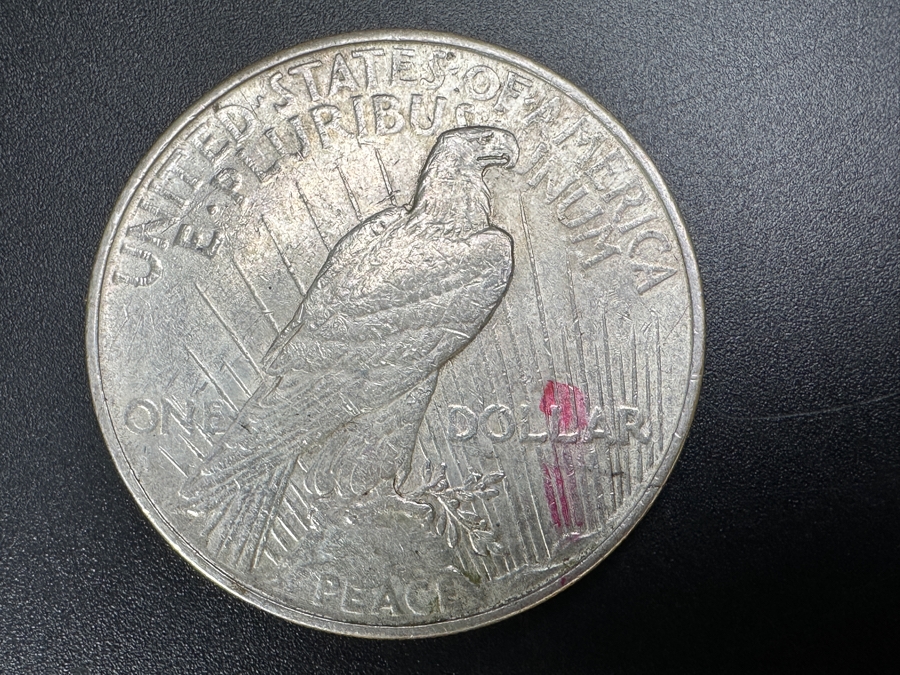 UNITED·STATES·OF·AMERICA
E·PLURIBUS UNUM
ONE DOLLAR
PEACE